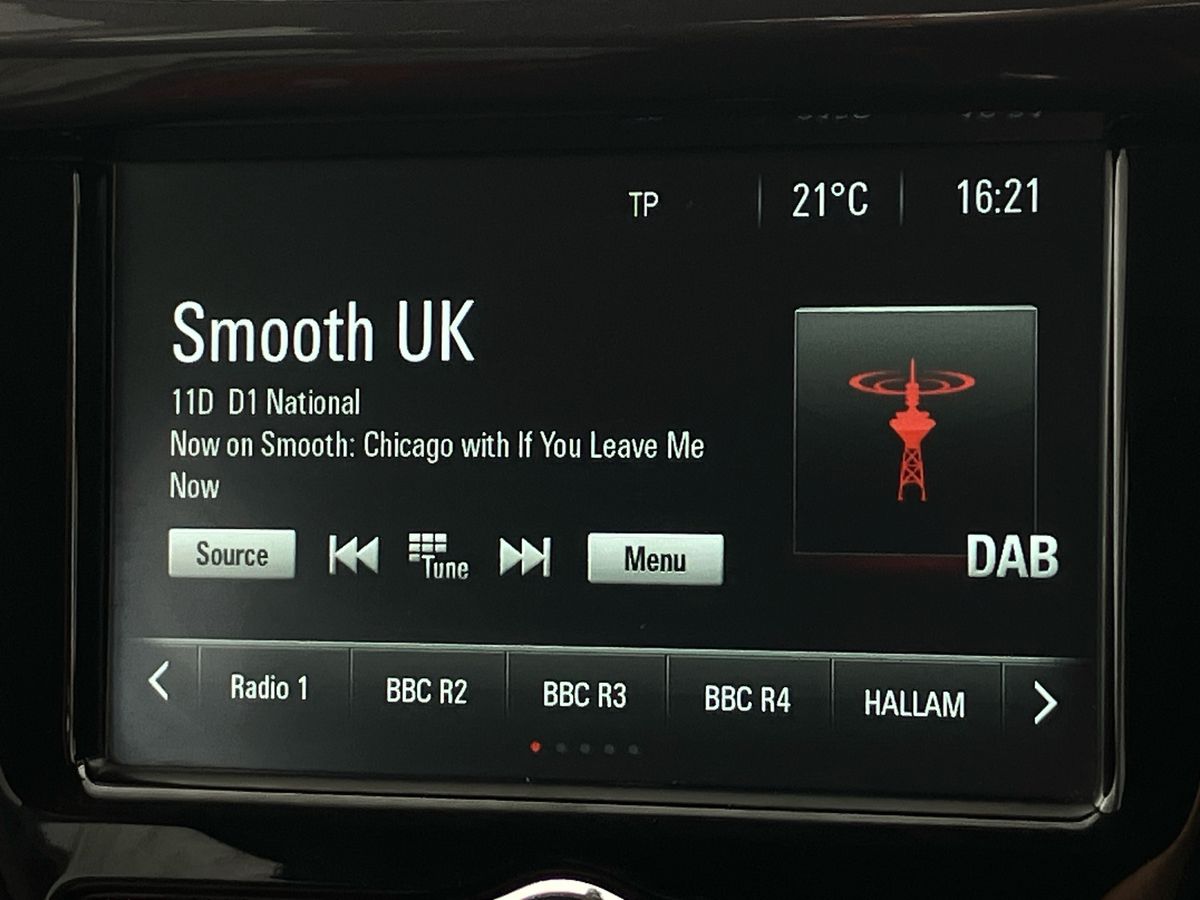 TP 21°C 16:21
Smooth UK
11D D1 National
Now on Smooth: Chicago with If You Leave Me
Now
Source Tune Menu
DAB
Radio 1 BBC R2 BBC R3 BBC R4 HALLAM